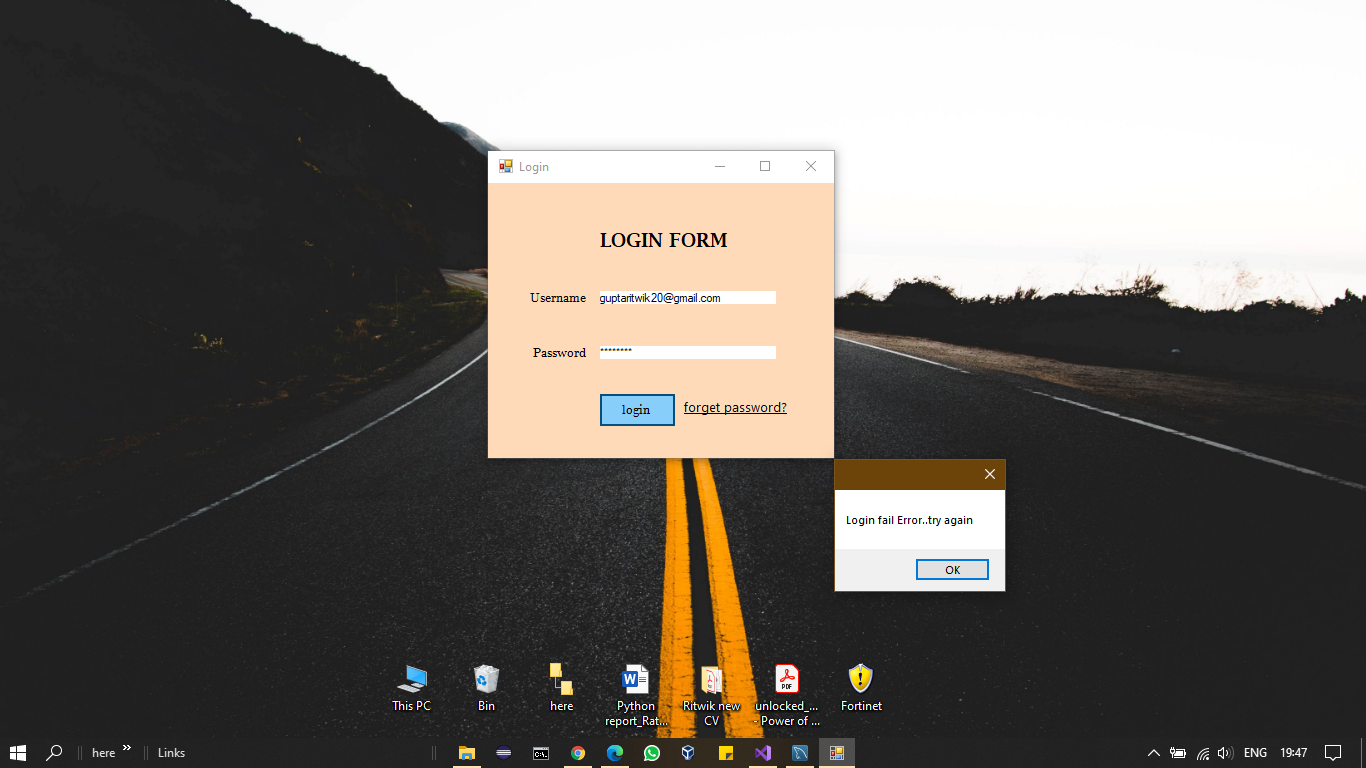 Login
LOGIN FORM
Username guptaritwik20@gmail.com
Password ********
login forget password?
Login fail Error..try again
OK
This PC
Bin
here
Python
report_Rat...
Ritwik new
CV
unlocked_...
- Power of ...
Fortinet
here » Links
ENG 19:47